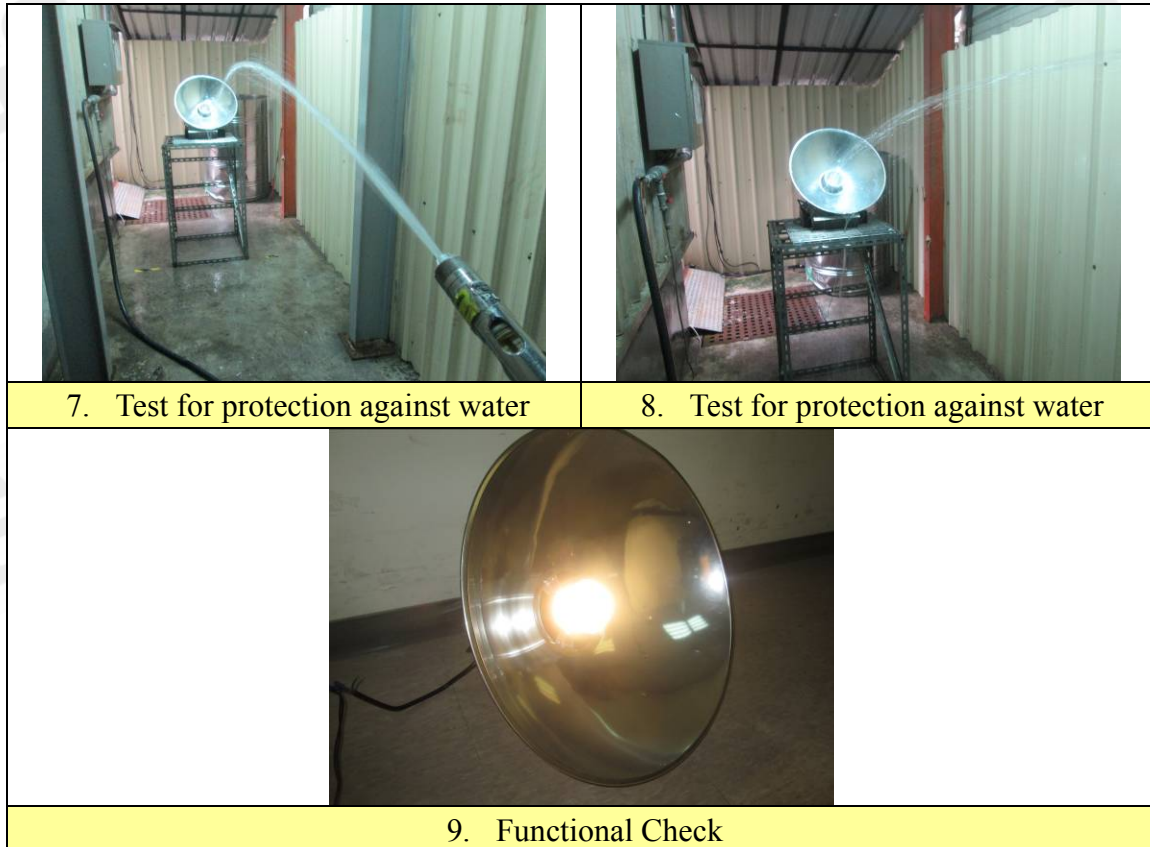 7. Test for protection against water
8. Test for protection against water
9. Functional Check